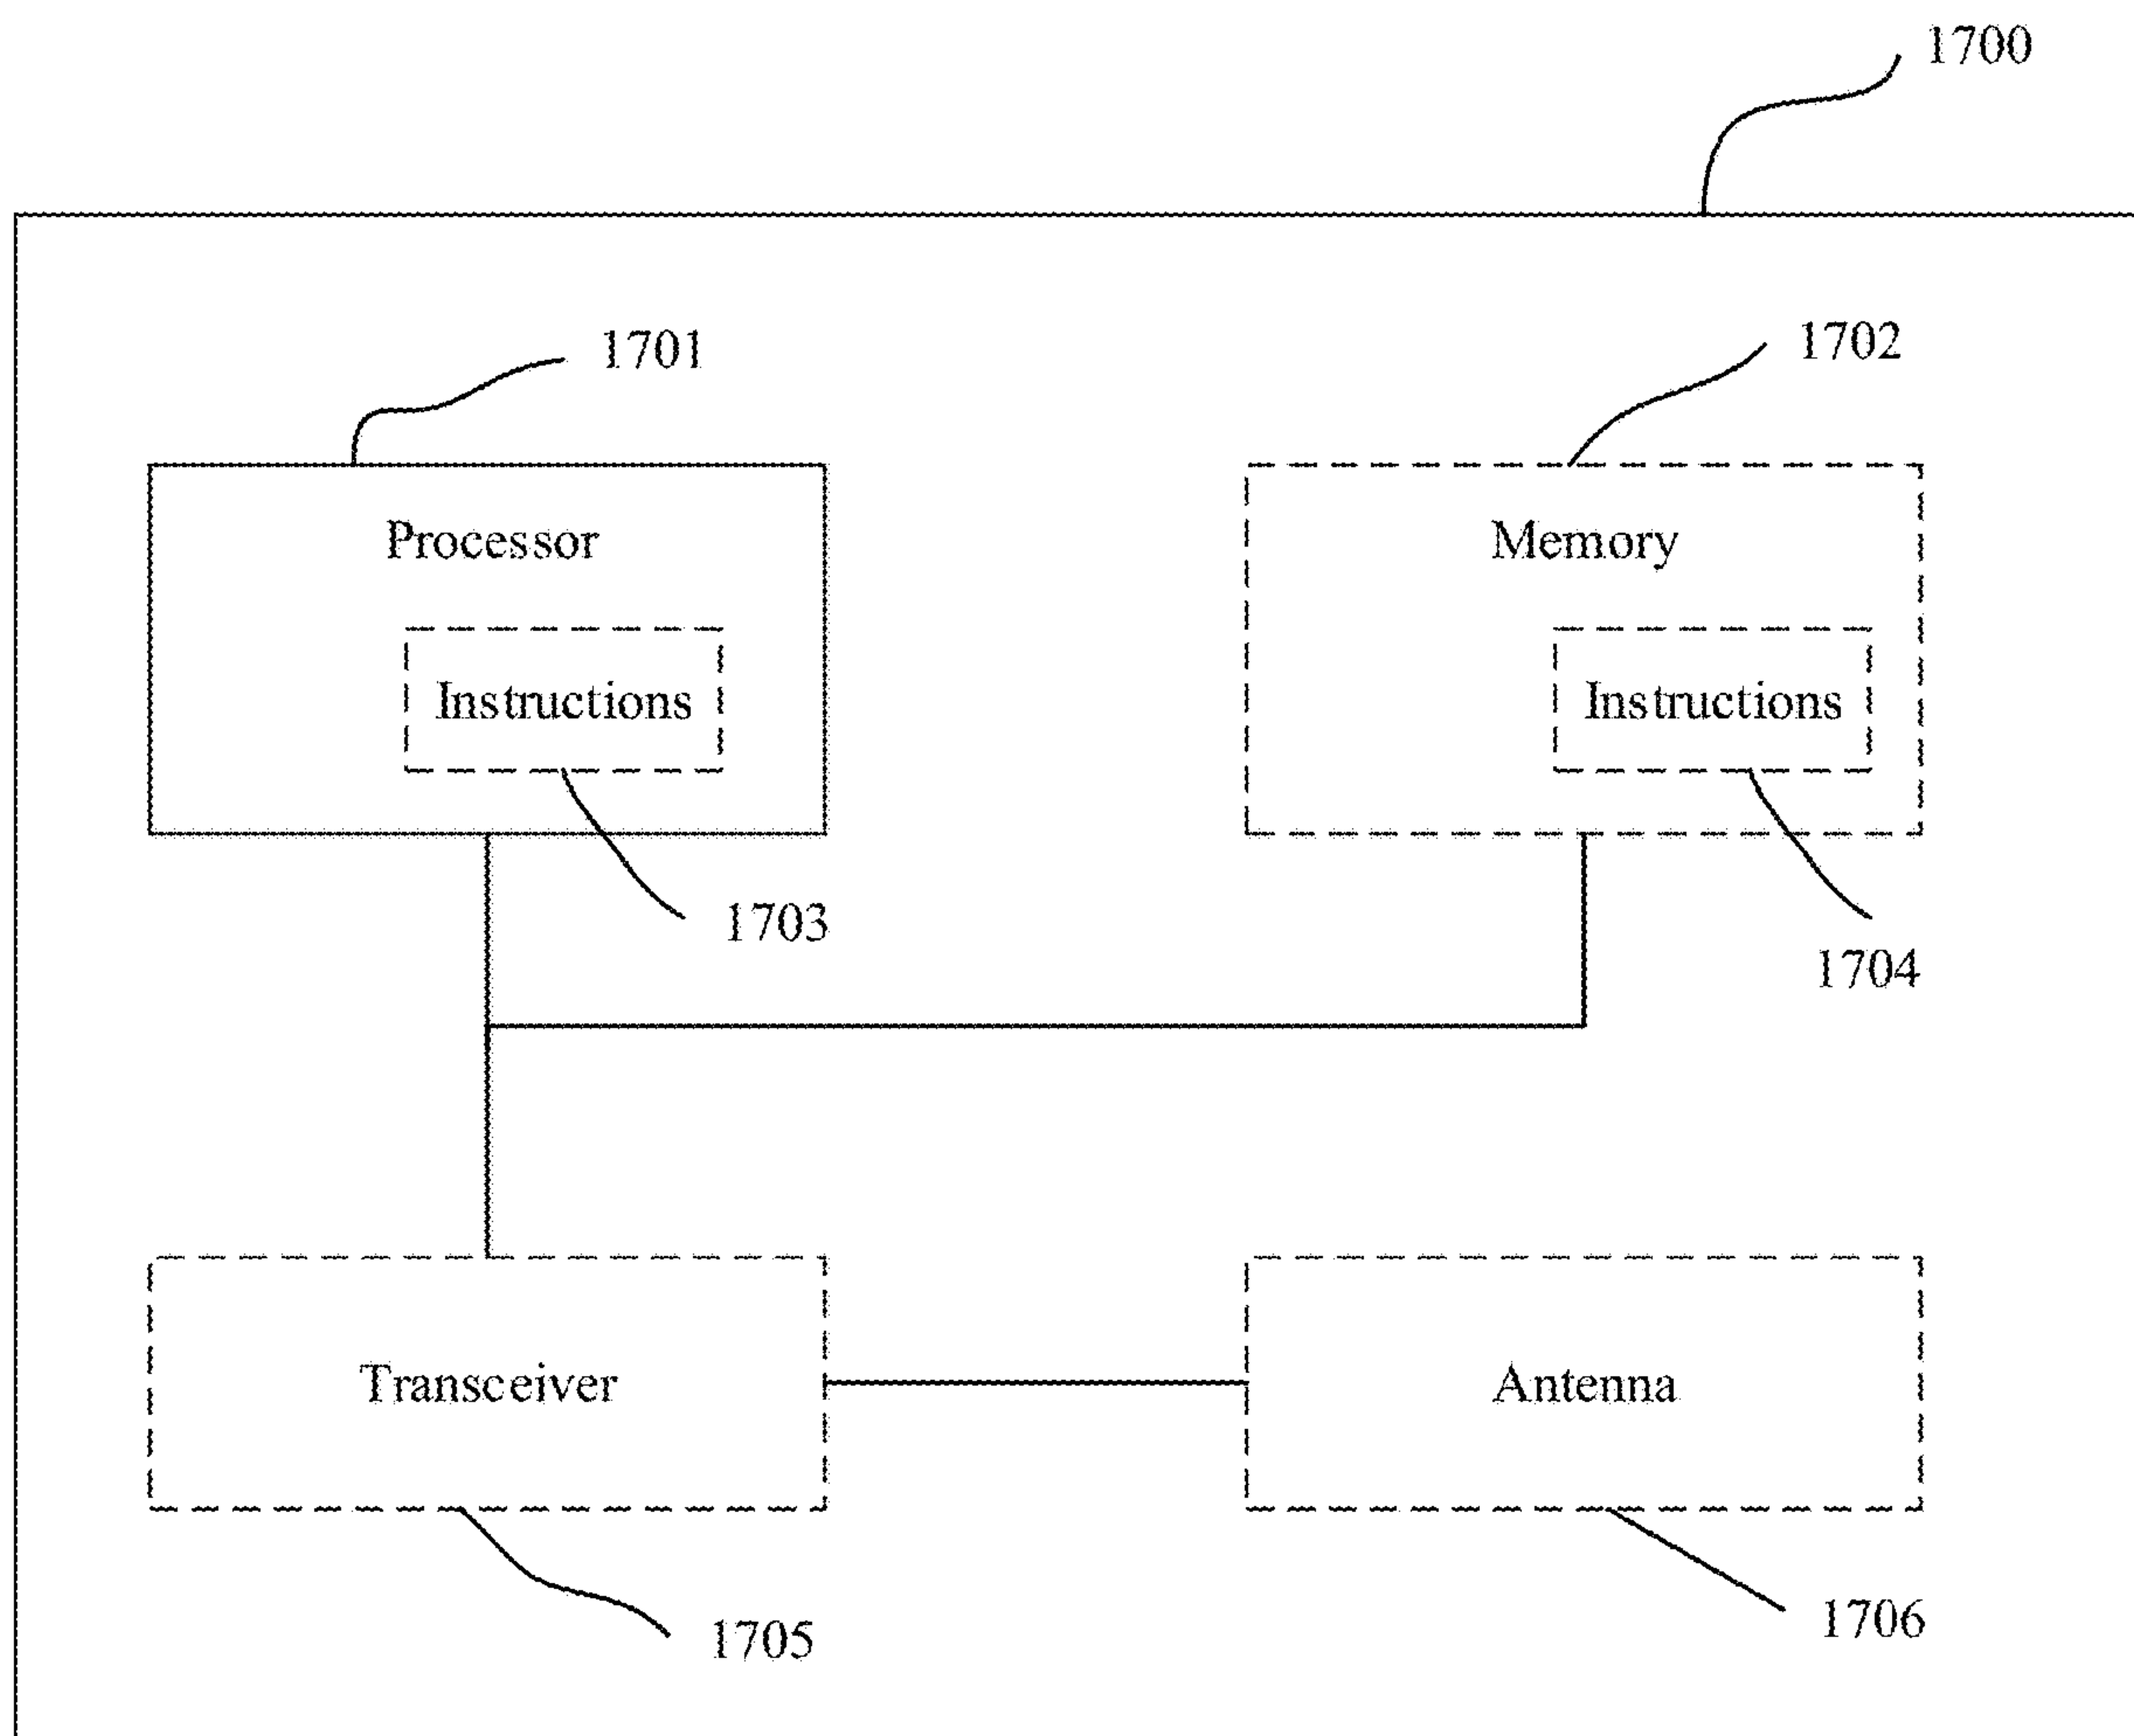 1700
1701
1702
Processor
Memory
Instructions
Instructions
1703
1704
Transceiver
Antenna
1705
1706